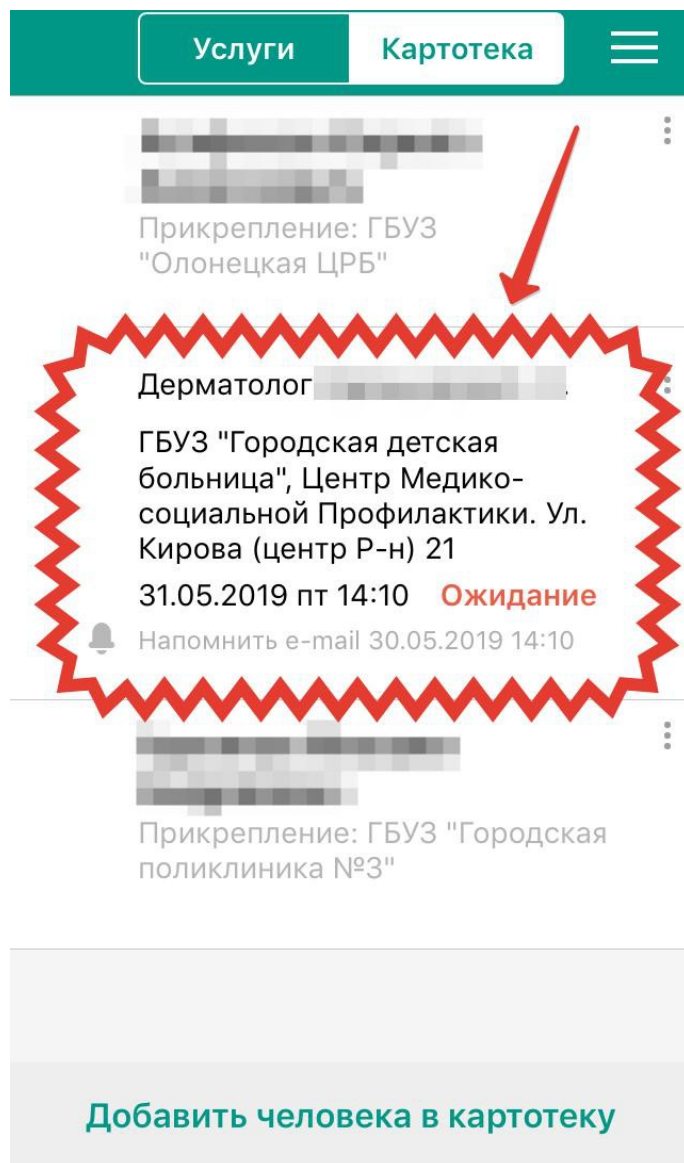 Услуги
Картотека
Прикрепление: ГБУЗ
"Олонецкая ЦРБ"
Дерматолог
ГБУЗ "Городская детская
больница", Центр Медико-
социальной Профилактики. Ул.
Кирова (центр Р-н) 21
31.05.2019 пт 14:10 Ожидание
Напомнить e-mail 30.05.2019 14:10
Прикрепление: ГБУЗ "Городская
поликлиника №3"
Добавить человека в картотеку